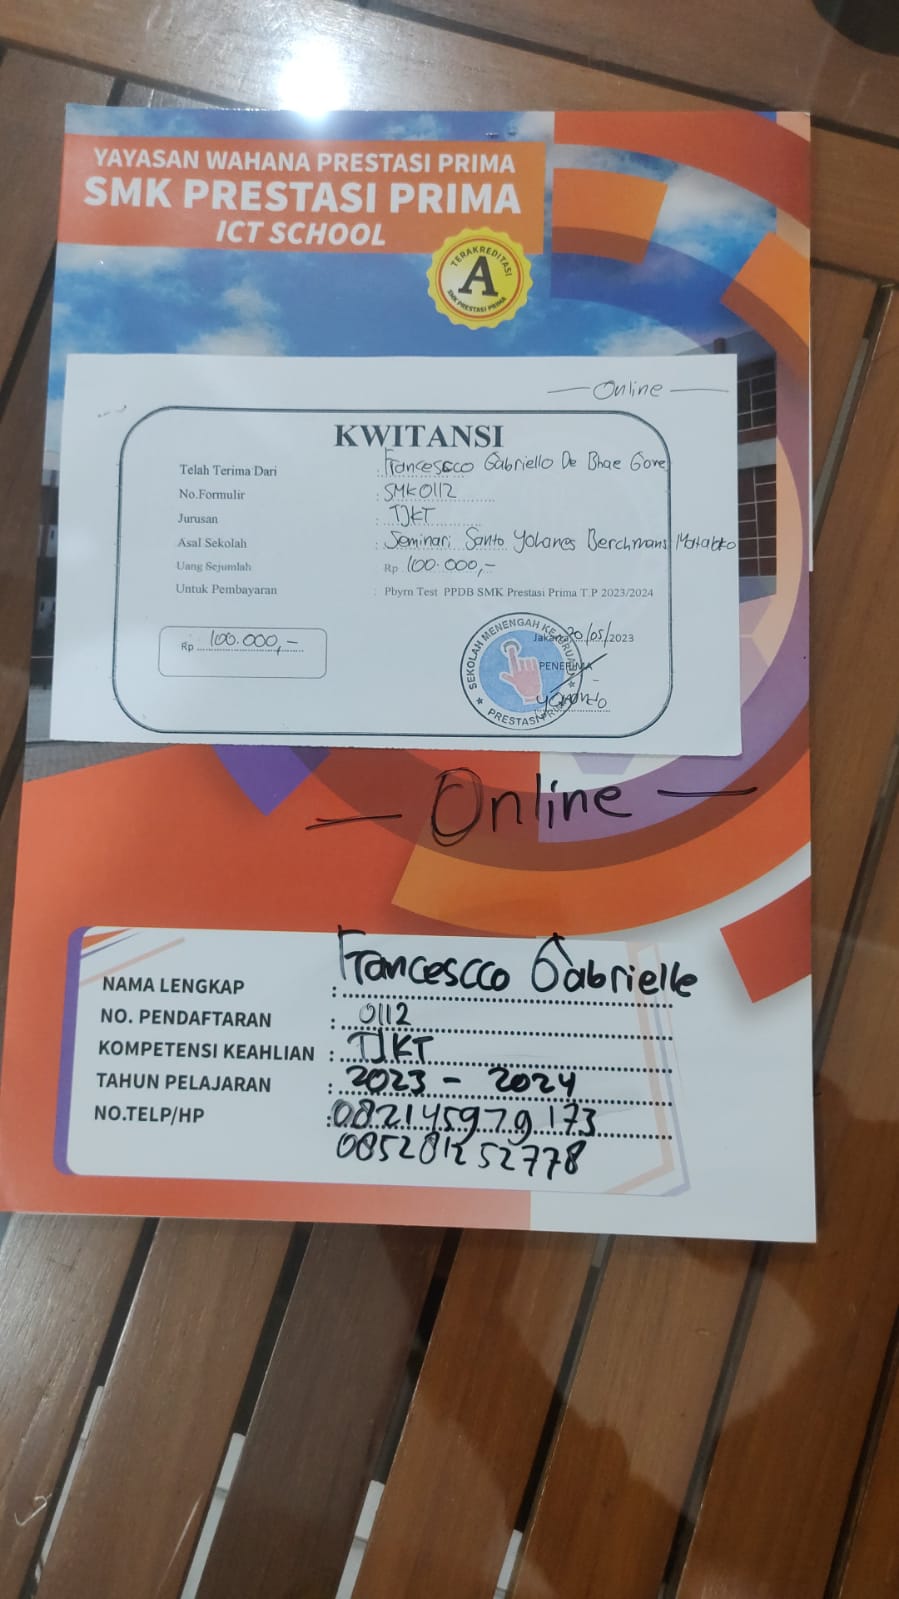 YAYASAN WAHANA PRESTASI PRIMA
SMK PRESTASI PRIMA
ICT SCHOOL
TERAKREDITASI
A
SMK PRESTASI PRIMA
— Online —
KWITANSI
Telah Terima Dari : Francescco Gabriello De Bhae Gore
No.Formulir : SMK 0112
Jurusan : TJKT
Asal Sekolah : Seminari Santo Yohanes Berchmans Mataloko
Uang Sejumlah Rp 100.000,-
Untuk Pembayaran : Pbyrn Test PPDB SMK Prestasi Prima T.P 2023/2024
Rp 100.000,-
Jakarta 20/05/2023
PENERIMA
SEKOLAH MENENGAH KEJURUAN
PRESTASI PRIMA
— Online —
NAMA LENGKAP : Francescco Gabrielle
NO. PENDAFTARAN : 0112
KOMPETENSI KEAHLIAN : TJKT
TAHUN PELAJARAN : 2023 - 2024
NO.TELP/HP : 082145979173
085281252778